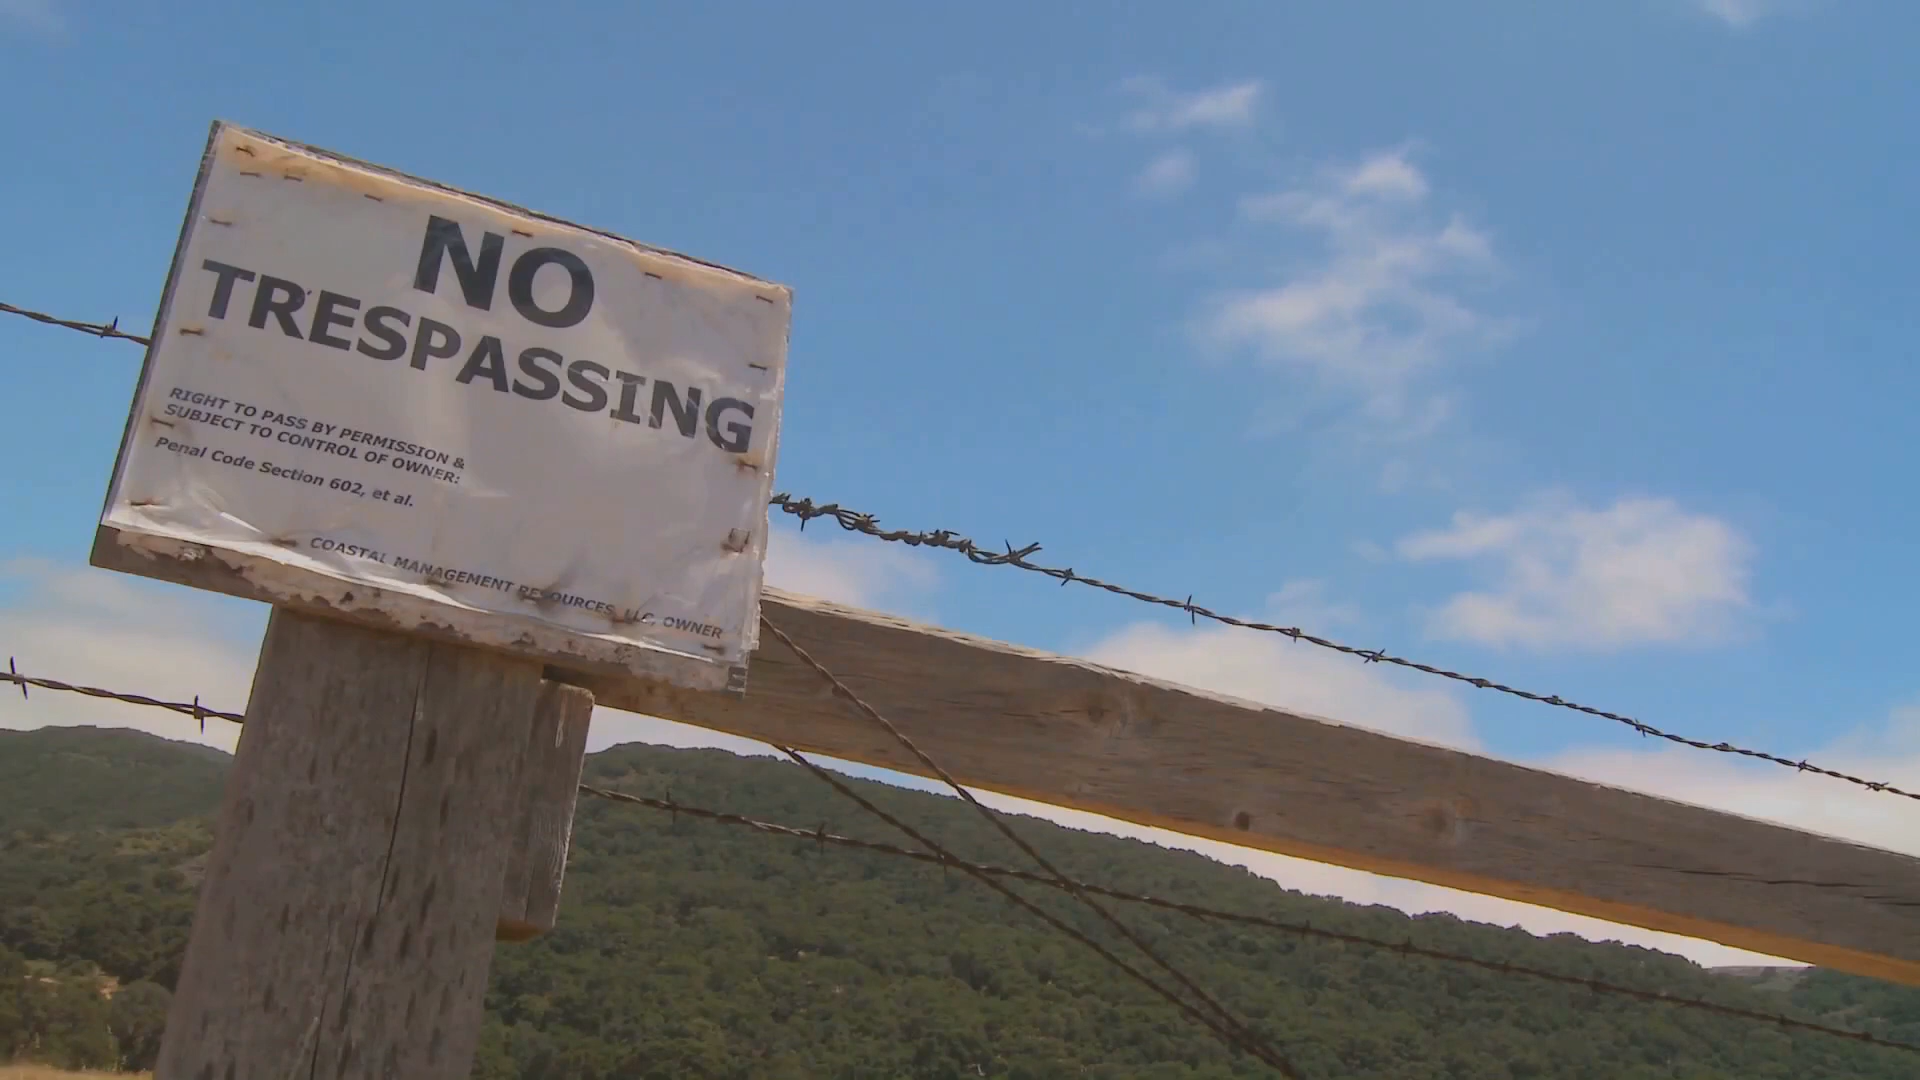 NO
TRESPASSING
RIGHT TO PASS BY PERMISSION &
SUBJECT TO CONTROL OF OWNER:
Penal Code Section 602, et al.
COASTAL MANAGEMENT RESOURCES, LLC, OWNER